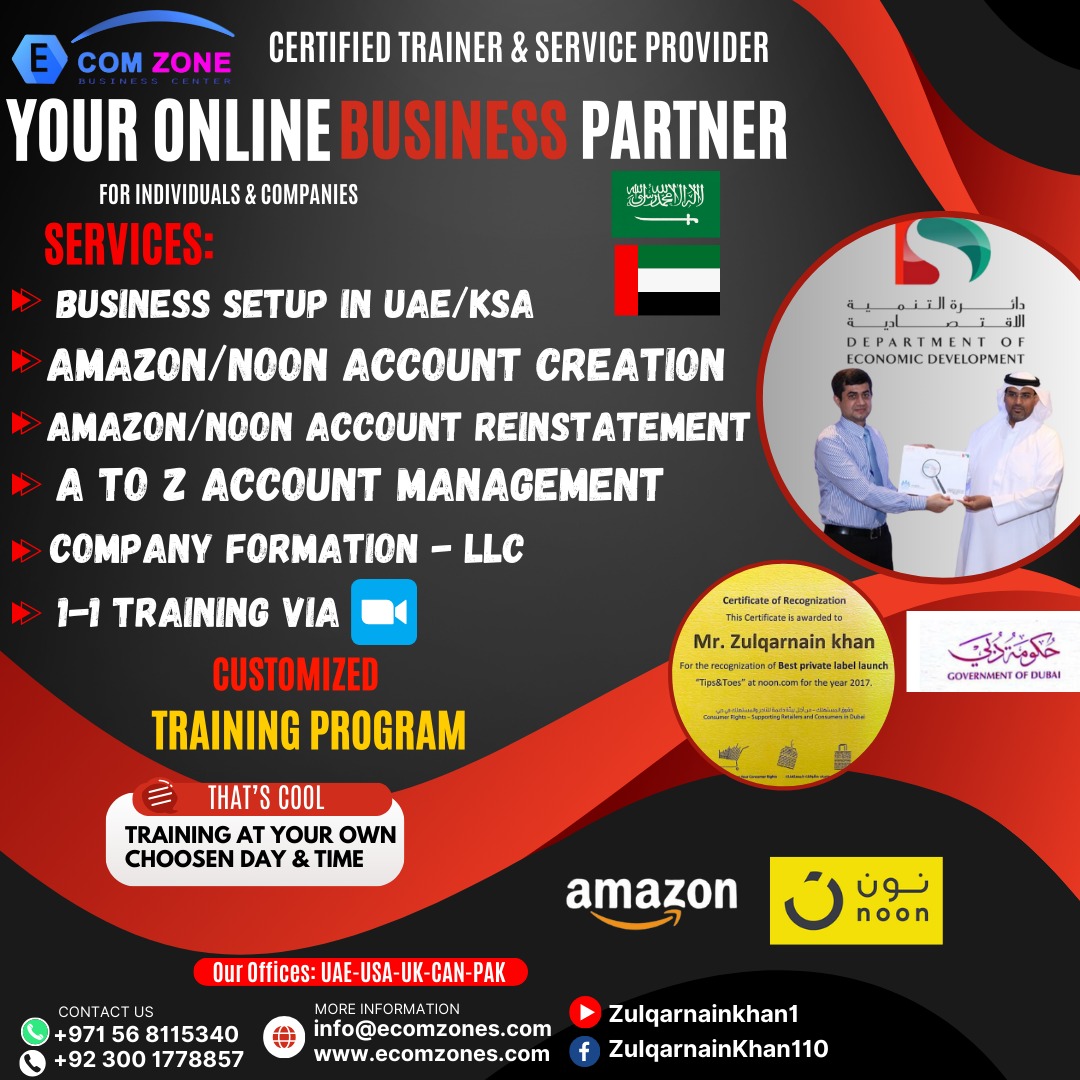 E COM ZONE
BUSINESS CENTER
CERTIFIED TRAINER & SERVICE PROVIDER
YOUR ONLINE BUSINESS PARTNER
FOR INDIVIDUALS & COMPANIES
SERVICES:
BUSINESS SETUP IN UAE/KSA
AMAZON/NOON ACCOUNT CREATION
AMAZON/NOON ACCOUNT REINSTATEMENT
A TO Z ACCOUNT MANAGEMENT
COMPANY FORMATION - LLC
1-1 TRAINING VIA
CUSTOMIZED
TRAINING PROGRAM
THAT'S COOL
TRAINING AT YOUR OWN
CHOOSEN DAY & TIME
دائرة التنمية
الاقتصادية
DEPARTMENT OF
ECONOMIC DEVELOPMENT
Certificate of Recognization
This Certificate is awarded to
Mr. Zulqarnain khan
For the recognization of Best private label launch
"Tips&Toes" at noon.com for the year 2017.
Consumer Rights - Supporting Retailers and Consumers in Dubai
حكومة دبي
GOVERNMENT OF DUBAI
amazon
نون
noon
Our Offices: UAE-USA-UK-CAN-PAK
CONTACT US
+971 56 8115340
+92 300 1778857
MORE INFORMATION
info@ecomzones.com
www.ecomzones.com
Zulqarnainkhan1
ZulqarnainKhan110